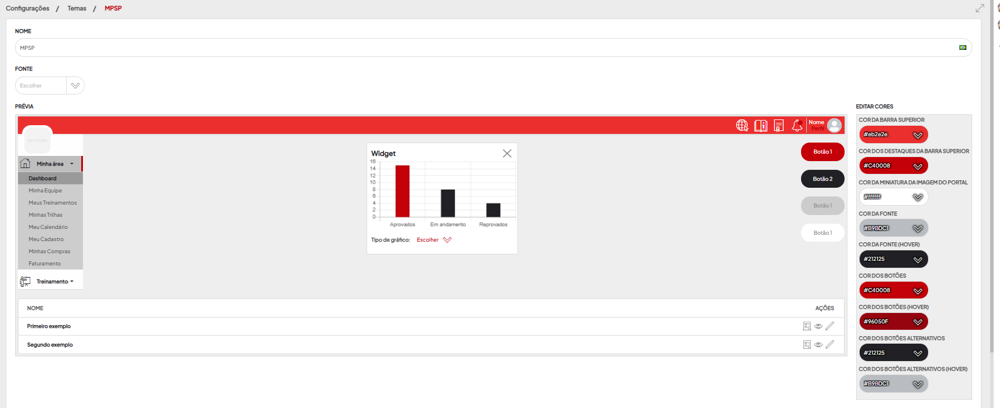 Configurações / Temas / MPSP
NOME
MPSP
FONTE
Escolher
PRÉVIA
Nome
Perfil
Minha área
Dashboard
Minha Equipe
Meus Treinamentos
Minhas Trilhas
Meu Calendário
Meu Cadastro
Minhas Compras
Faturamento
Treinamento
Widget
16
14
12
10
8
6
4
2
0
Aprovados Em andamento Reprovados
Tipo de gráfico: Escolher
Botão 1
Botão 2
Botão 1
Botão 1
NOME AÇÕES
Primeiro exemplo
Segundo exemplo
EDITAR CORES
COR DA BARRA SUPERIOR
#eb2e2e
COR DOS DESTAQUES DA BARRA SUPERIOR
#C40008
COR DA MINIATURA DA IMAGEM DO PORTAL
#ffffff
COR DA FONTE
#B9BDC1
COR DA FONTE (HOVER)
#212125
COR DOS BOTÕES
#C40008
COR DOS BOTÕES (HOVER)
#96050F
COR DOS BOTÕES ALTERNATIVOS
#212125
COR DOS BOTÕES ALTERNATIVOS (HOVER)
#B9BDC1